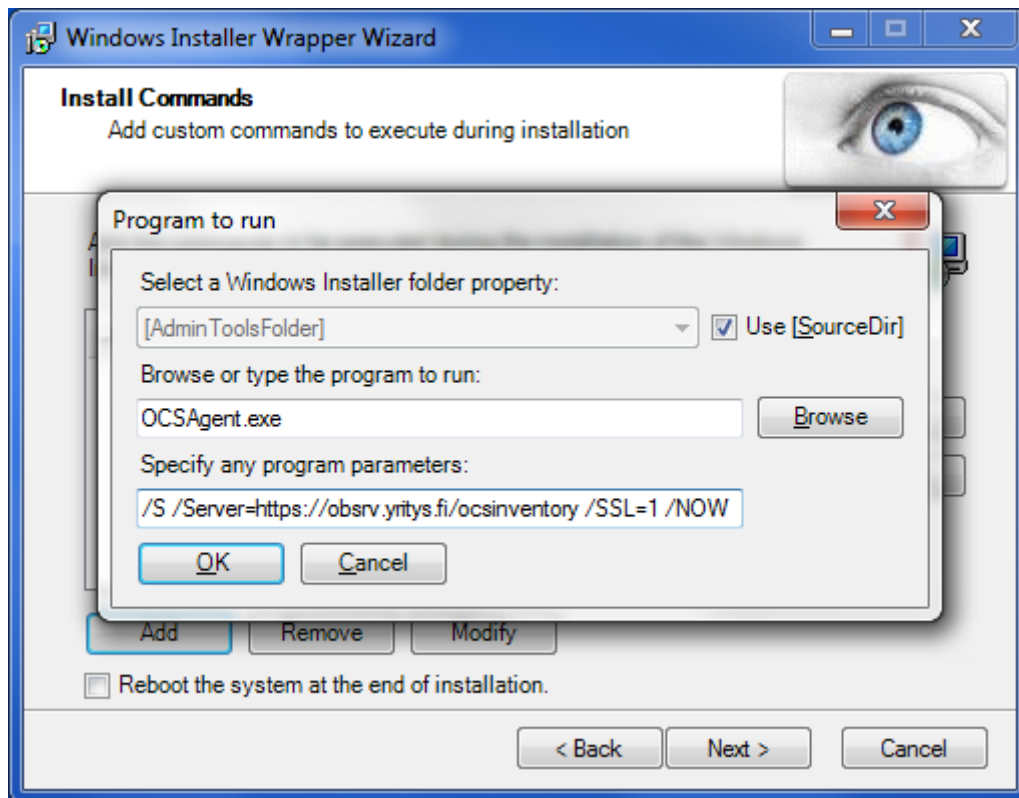 Windows Installer Wrapper Wizard
Install Commands
Add custom commands to execute during installation
Program to run
Select a Windows Installer folder property:
[AdminToolsFolder]
Use [SourceDir]
Browse or type the program to run:
OCSAgent.exe
Browse
Specify any program parameters:
/S /Server=https://obsrv.yritys.fi/ocsinventory /SSL=1 /NOW
OK
Cancel
Add
Remove
Modify
Reboot the system at the end of installation.
< Back
Next >
Cancel